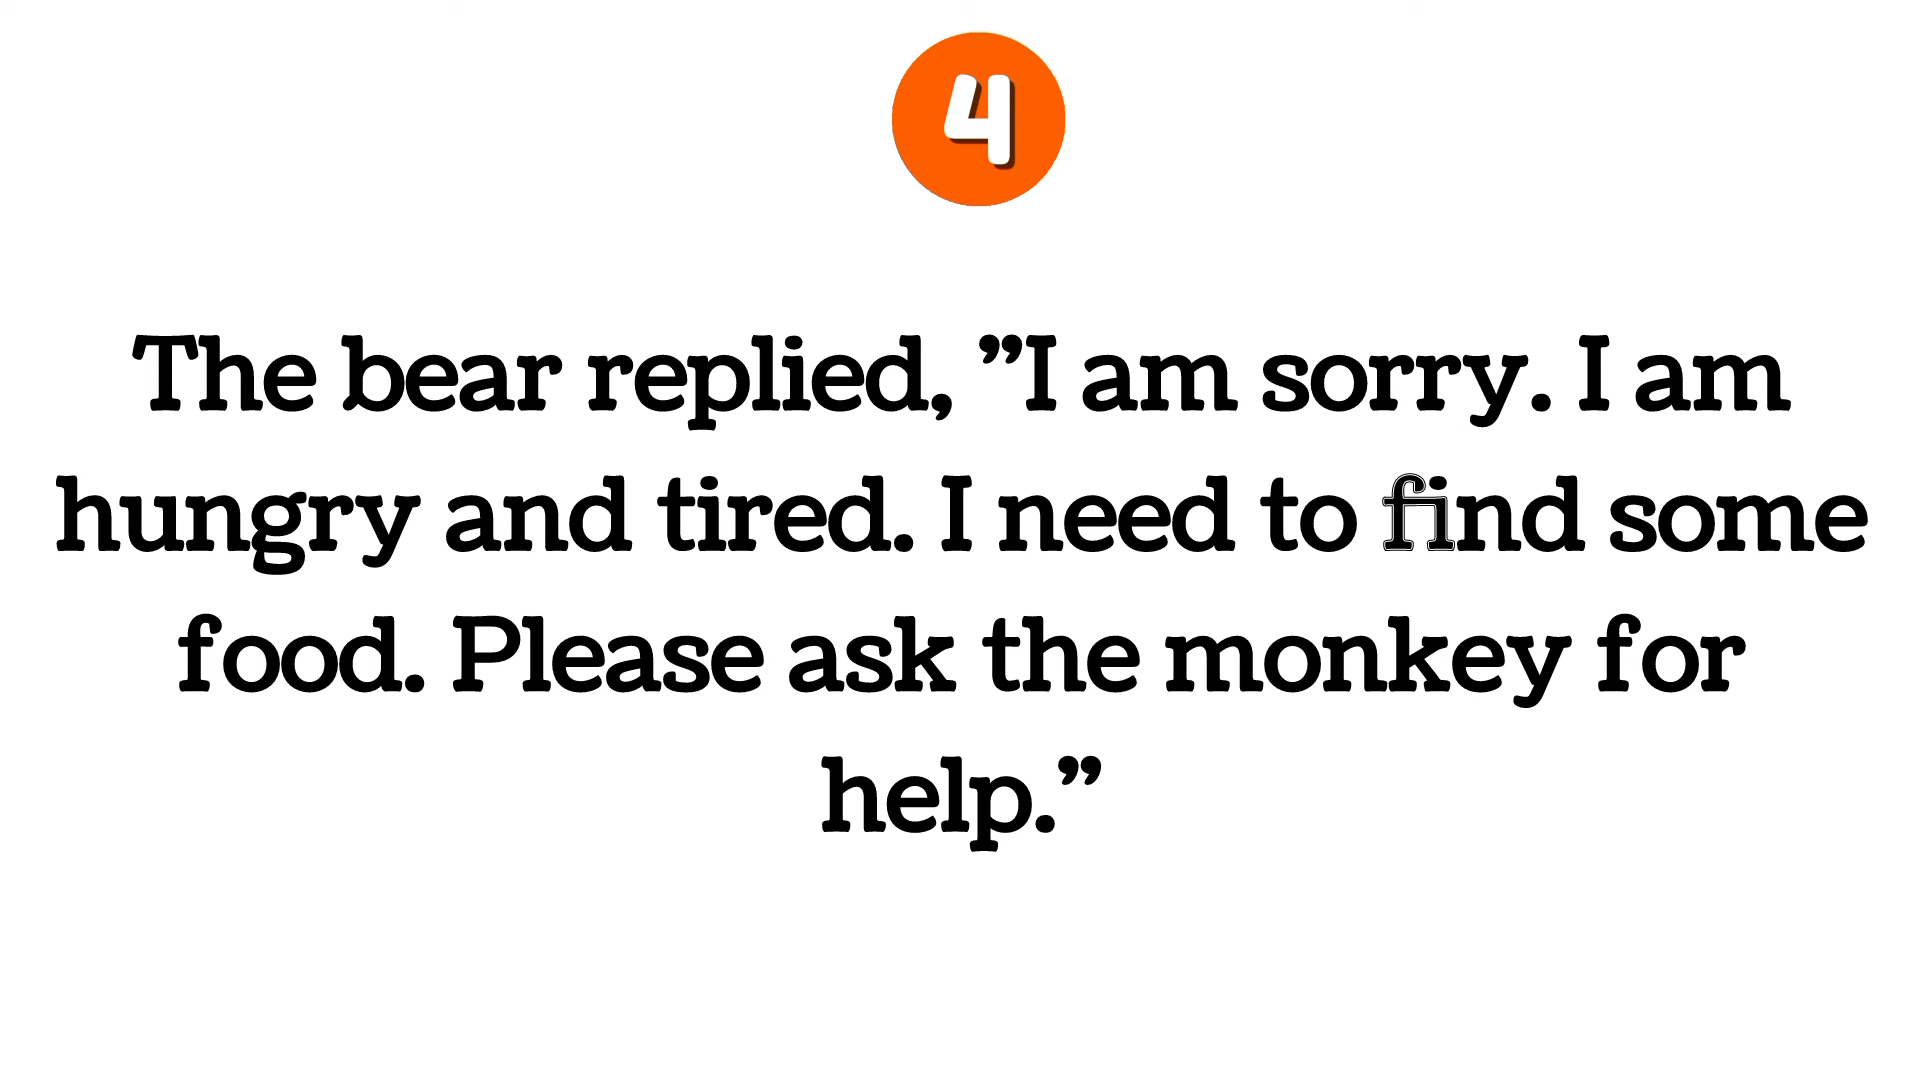 4
The bear replied, ”I am sorry. I am
hungry and tired. I need to find some
food. Please ask the monkey for
help.”